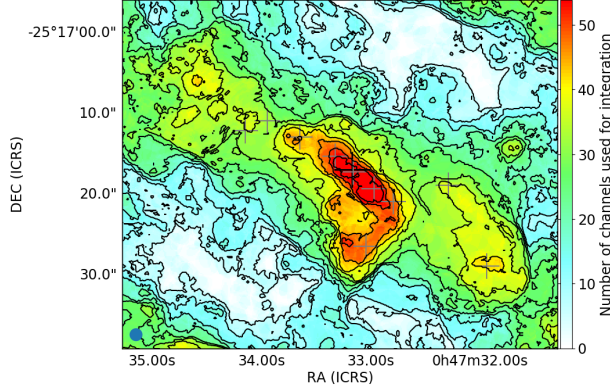 -25°17'00.0"
10.0"
20.0"
30.0"
DEC (ICRS)
35.00s 34.00s 33.00s 0h47m32.00s
RA (ICRS)
50
40
30
20
10
0
Number of channels used for integration